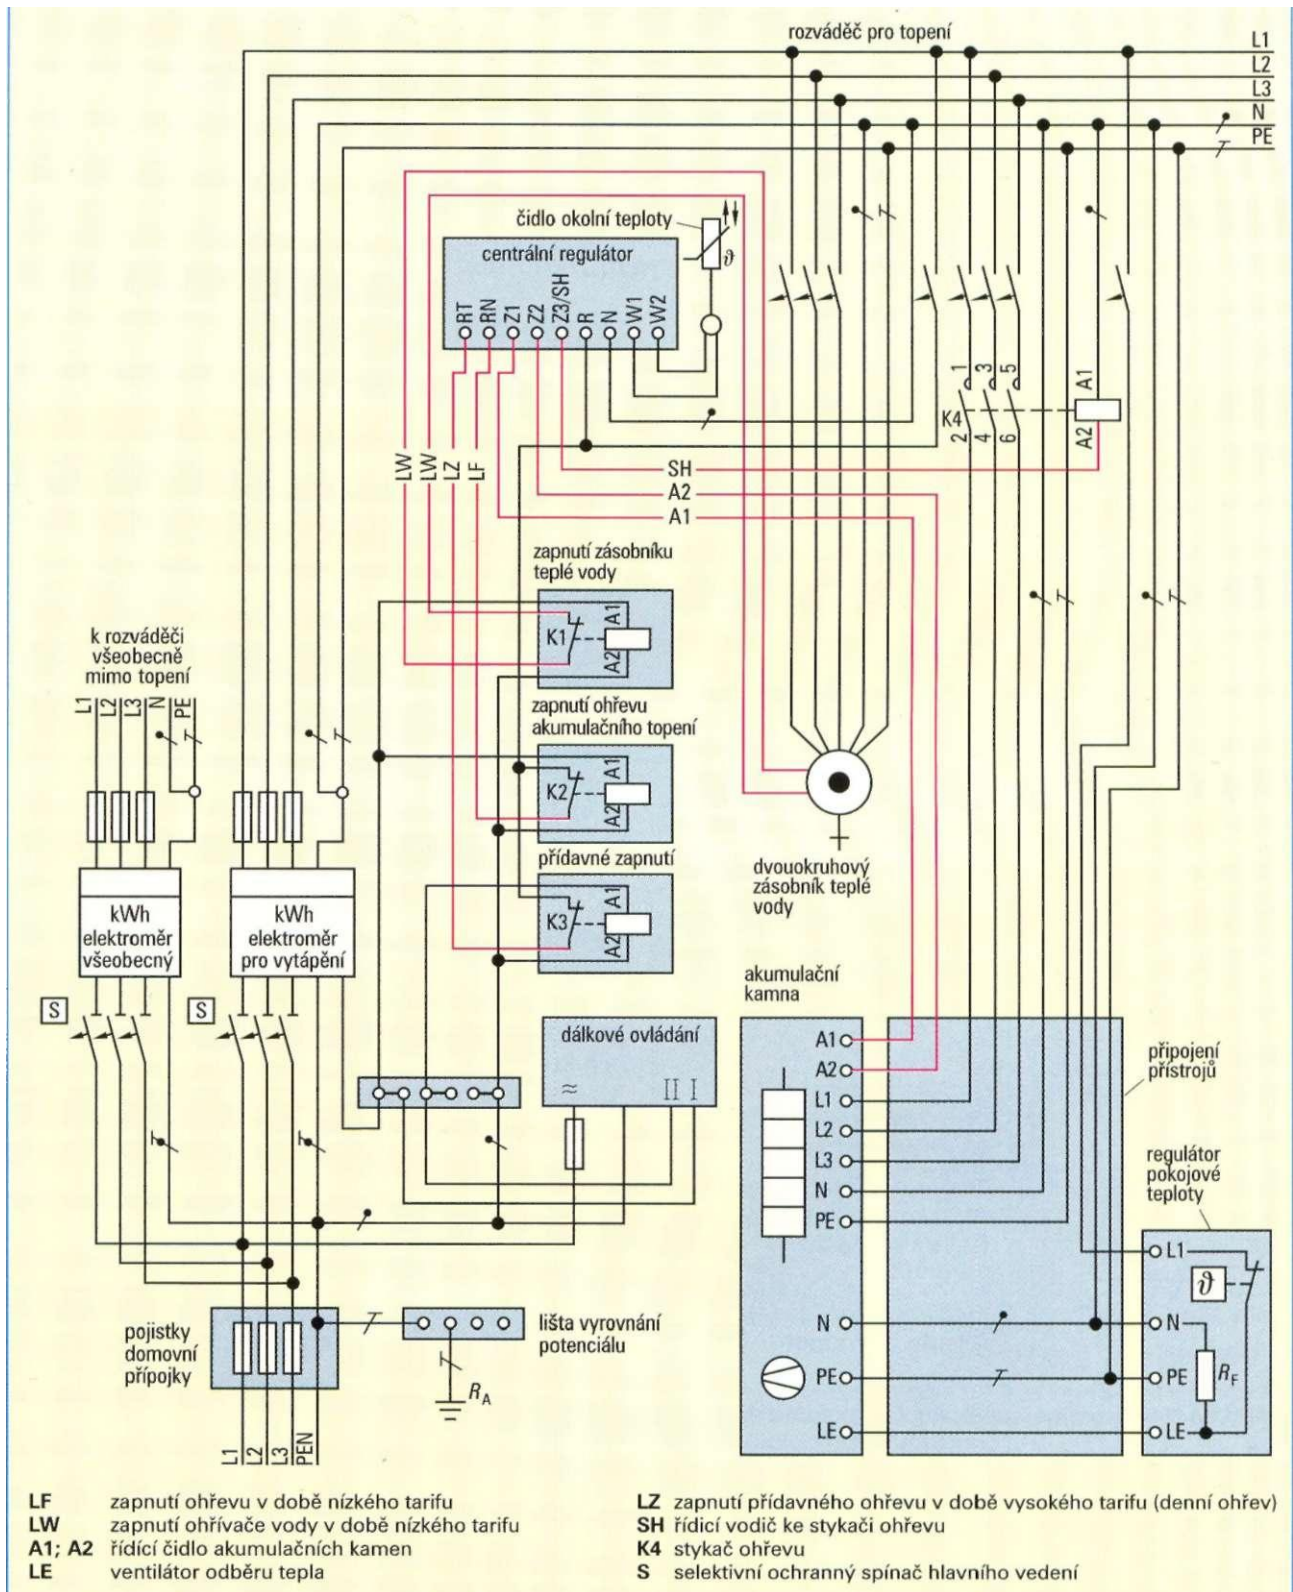 rozváděč pro topení
L1
L2
L3
N
PE
čidlo okolní teploty
ϑ
centrální regulátor
RT RN Z1 Z2 Z3/SH R N W1 W2
1 3 5
K4
2 4 6
A1
A2
LW LW LZ LF
SH
A2
A1
zapnutí zásobníku
teplé vody
K1
A1
A2
k rozváděči
všeobecně
mimo topení
L1 L2 L3 N PE
zapnutí ohřevu
akumulačního topení
K2
A1
A2
přídavné zapnutí
K3
A1
A2
dvouokruhový
zásobník teplé
vody
kWh
elektroměr
všeobecný
kWh
elektroměr
pro vytápění
S
S
dálkové ovládání
≈
II I
akumulační
kamna
A1
A2
L1
L2
L3
N
PE
N
PE
LE
připojení
přístrojů
regulátor
pokojové
teploty
L1
ϑ
N
PE
RF
LE
pojistky
domovní
přípojky
lišta vyrovnání
potenciálu
RA
L1 L2 L3 PEN
LF zapnutí ohřevu v době nízkého tarifu
LW zapnutí ohřívače vody v době nízkého tarifu
A1; A2 řídící čidlo akumulačních kamen
LE ventilátor odběru tepla
LZ zapnutí přídavného ohřevu v době vysokého tarifu (denní ohřev)
SH řídicí vodič ke stykači ohřevu
K4 stykač ohřevu
S selektivní ochranný spínač hlavního vedení